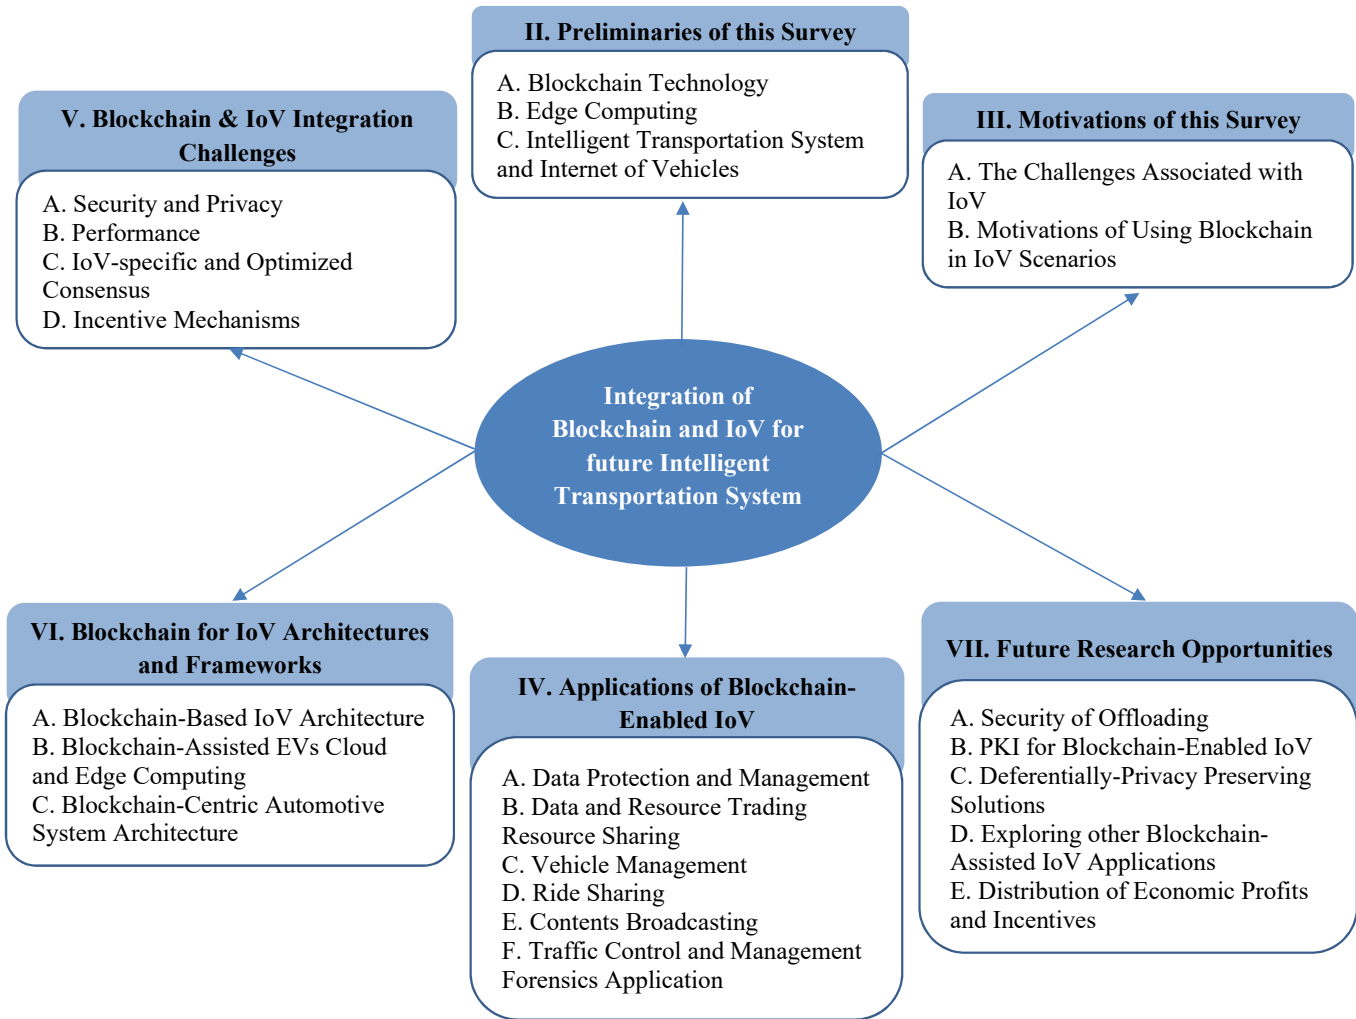 II. Preliminaries of this Survey
A. Blockchain Technology
B. Edge Computing
C. Intelligent Transportation System
and Internet of Vehicles
V. Blockchain & IoV Integration
Challenges
A. Security and Privacy
B. Performance
C. IoV-specific and Optimized
Consensus
D. Incentive Mechanisms
III. Motivations of this Survey
A. The Challenges Associated with
IoV
B. Motivations of Using Blockchain
in IoV Scenarios
Integration of
Blockchain and IoV for
future Intelligent
Transportation System
VI. Blockchain for IoV Architectures
and Frameworks
A. Blockchain-Based IoV Architecture
B. Blockchain-Assisted EVs Cloud
and Edge Computing
C. Blockchain-Centric Automotive
System Architecture
IV. Applications of Blockchain-
Enabled IoV
A. Data Protection and Management
B. Data and Resource Trading
Resource Sharing
C. Vehicle Management
D. Ride Sharing
E. Contents Broadcasting
F. Traffic Control and Management
Forensics Application
VII. Future Research Opportunities
A. Security of Offloading
B. PKI for Blockchain-Enabled IoV
C. Deferentially-Privacy Preserving
Solutions
D. Exploring other Blockchain-
Assisted IoV Applications
E. Distribution of Economic Profits
and Incentives